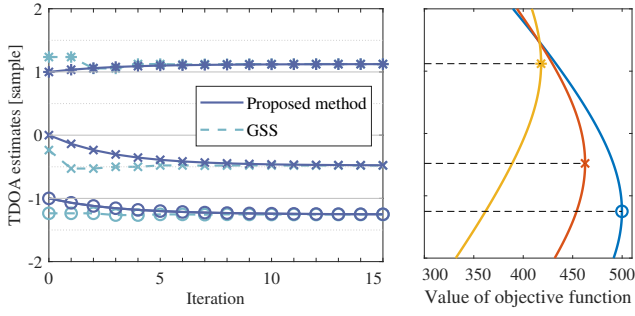 2
1
0
-1
-2
TDOA estimates [sample]
Proposed method
GSS
0
5
10
15
Iteration
300
350
400
450
500
Value of objective function